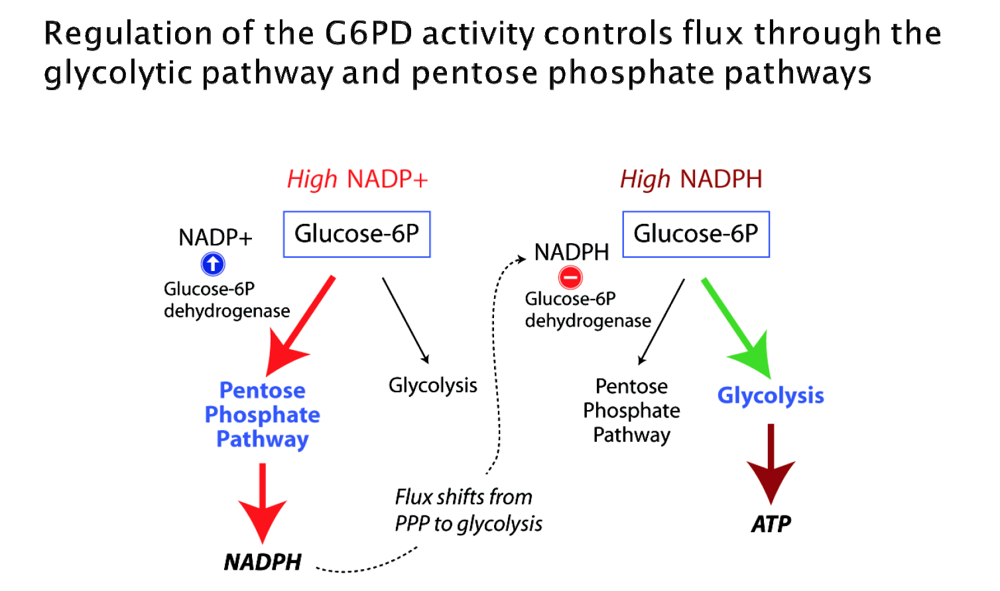 Regulation of the G6PD activity controls flux through the
glycolytic pathway and pentose phosphate pathways
High NADP+
NADP+
Glucose-6P
Glucose-6P
dehydrogenase
Pentose
Phosphate
Pathway
Glycolysis
NADPH
Flux shifts from
PPP to glycolysis
High NADPH
NADPH
Glucose-6P
Glucose-6P
dehydrogenase
Pentose
Phosphate
Pathway
Glycolysis
ATP